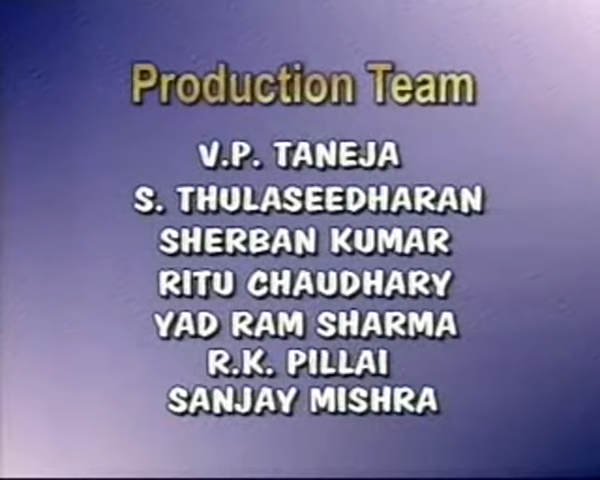 Production Team
V.P. TANEJA
S. THULASEEDHARAN
SHERBAN KUMAR
RITU CHAUDHARY
YAD RAM SHARMA
R.K. PILLAI
SANJAY MISHRA